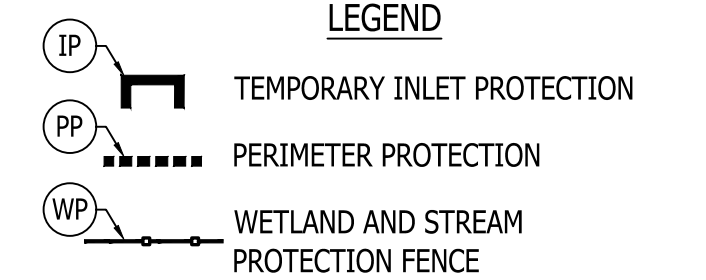 LEGEND
IP
TEMPORARY INLET PROTECTION
PP
PERIMETER PROTECTION
WP
WETLAND AND STREAM
PROTECTION FENCE